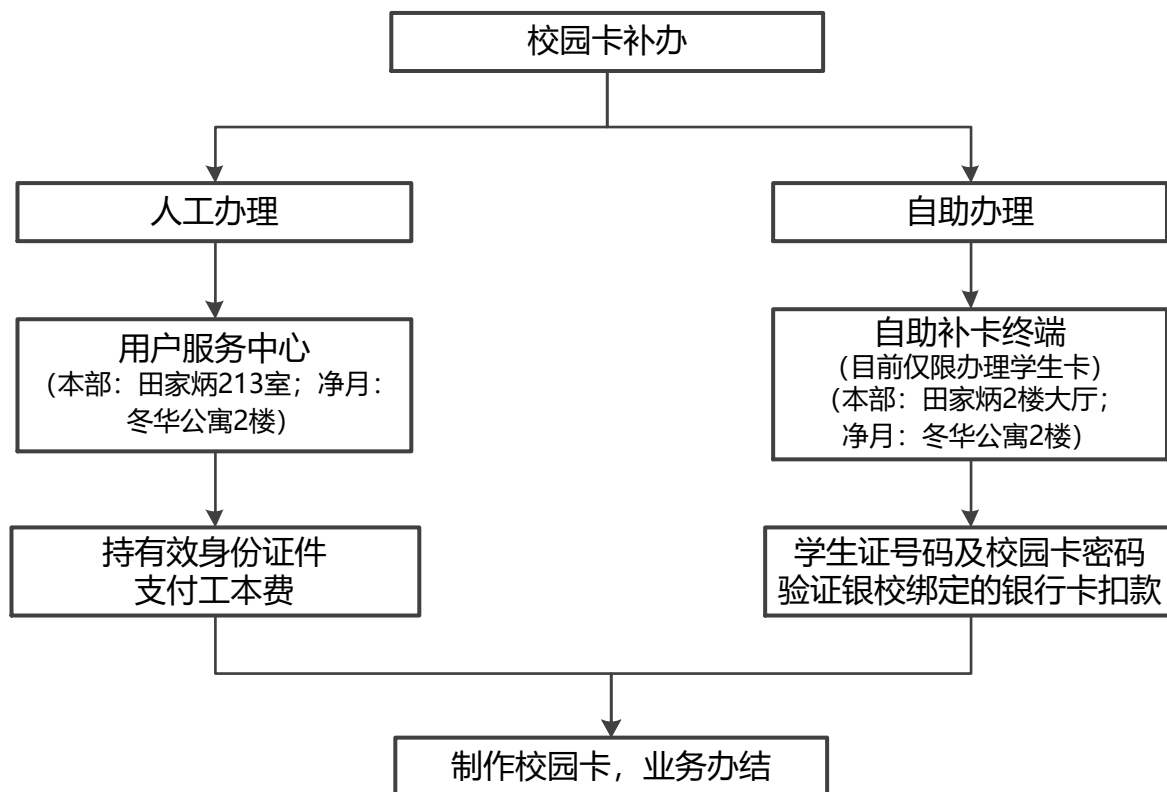 校园卡补办
人工办理
自助办理
用户服务中心
（本部：田家炳213室；净月：
冬华公寓2楼）
自助补卡终端
（目前仅限办理学生卡）
（本部：田家炳2楼大厅；
净月：冬华公寓2楼）
持有效身份证件
支付工本费
学生证号码及校园卡密码
验证银校绑定的银行卡扣款
制作校园卡，业务办结